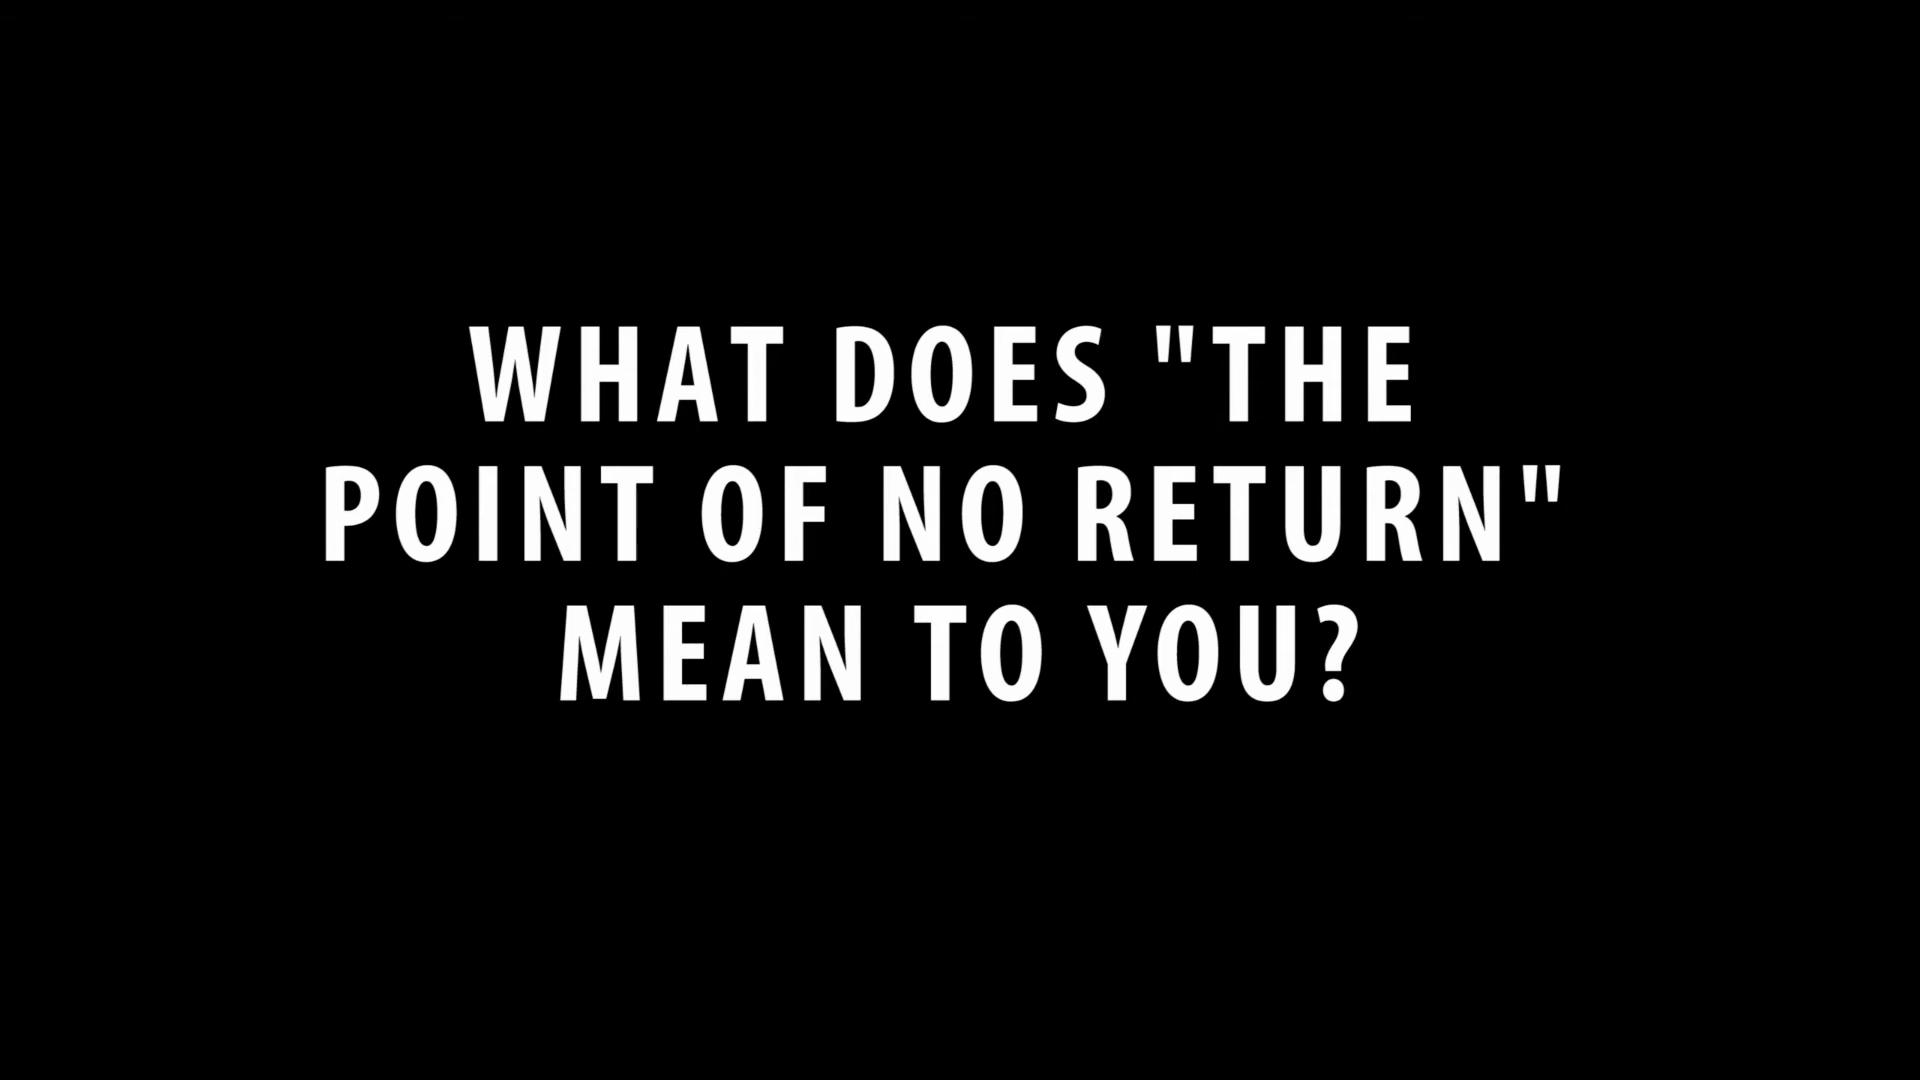 WHAT DOES "THE
POINT OF NO RETURN"
MEAN TO YOU?